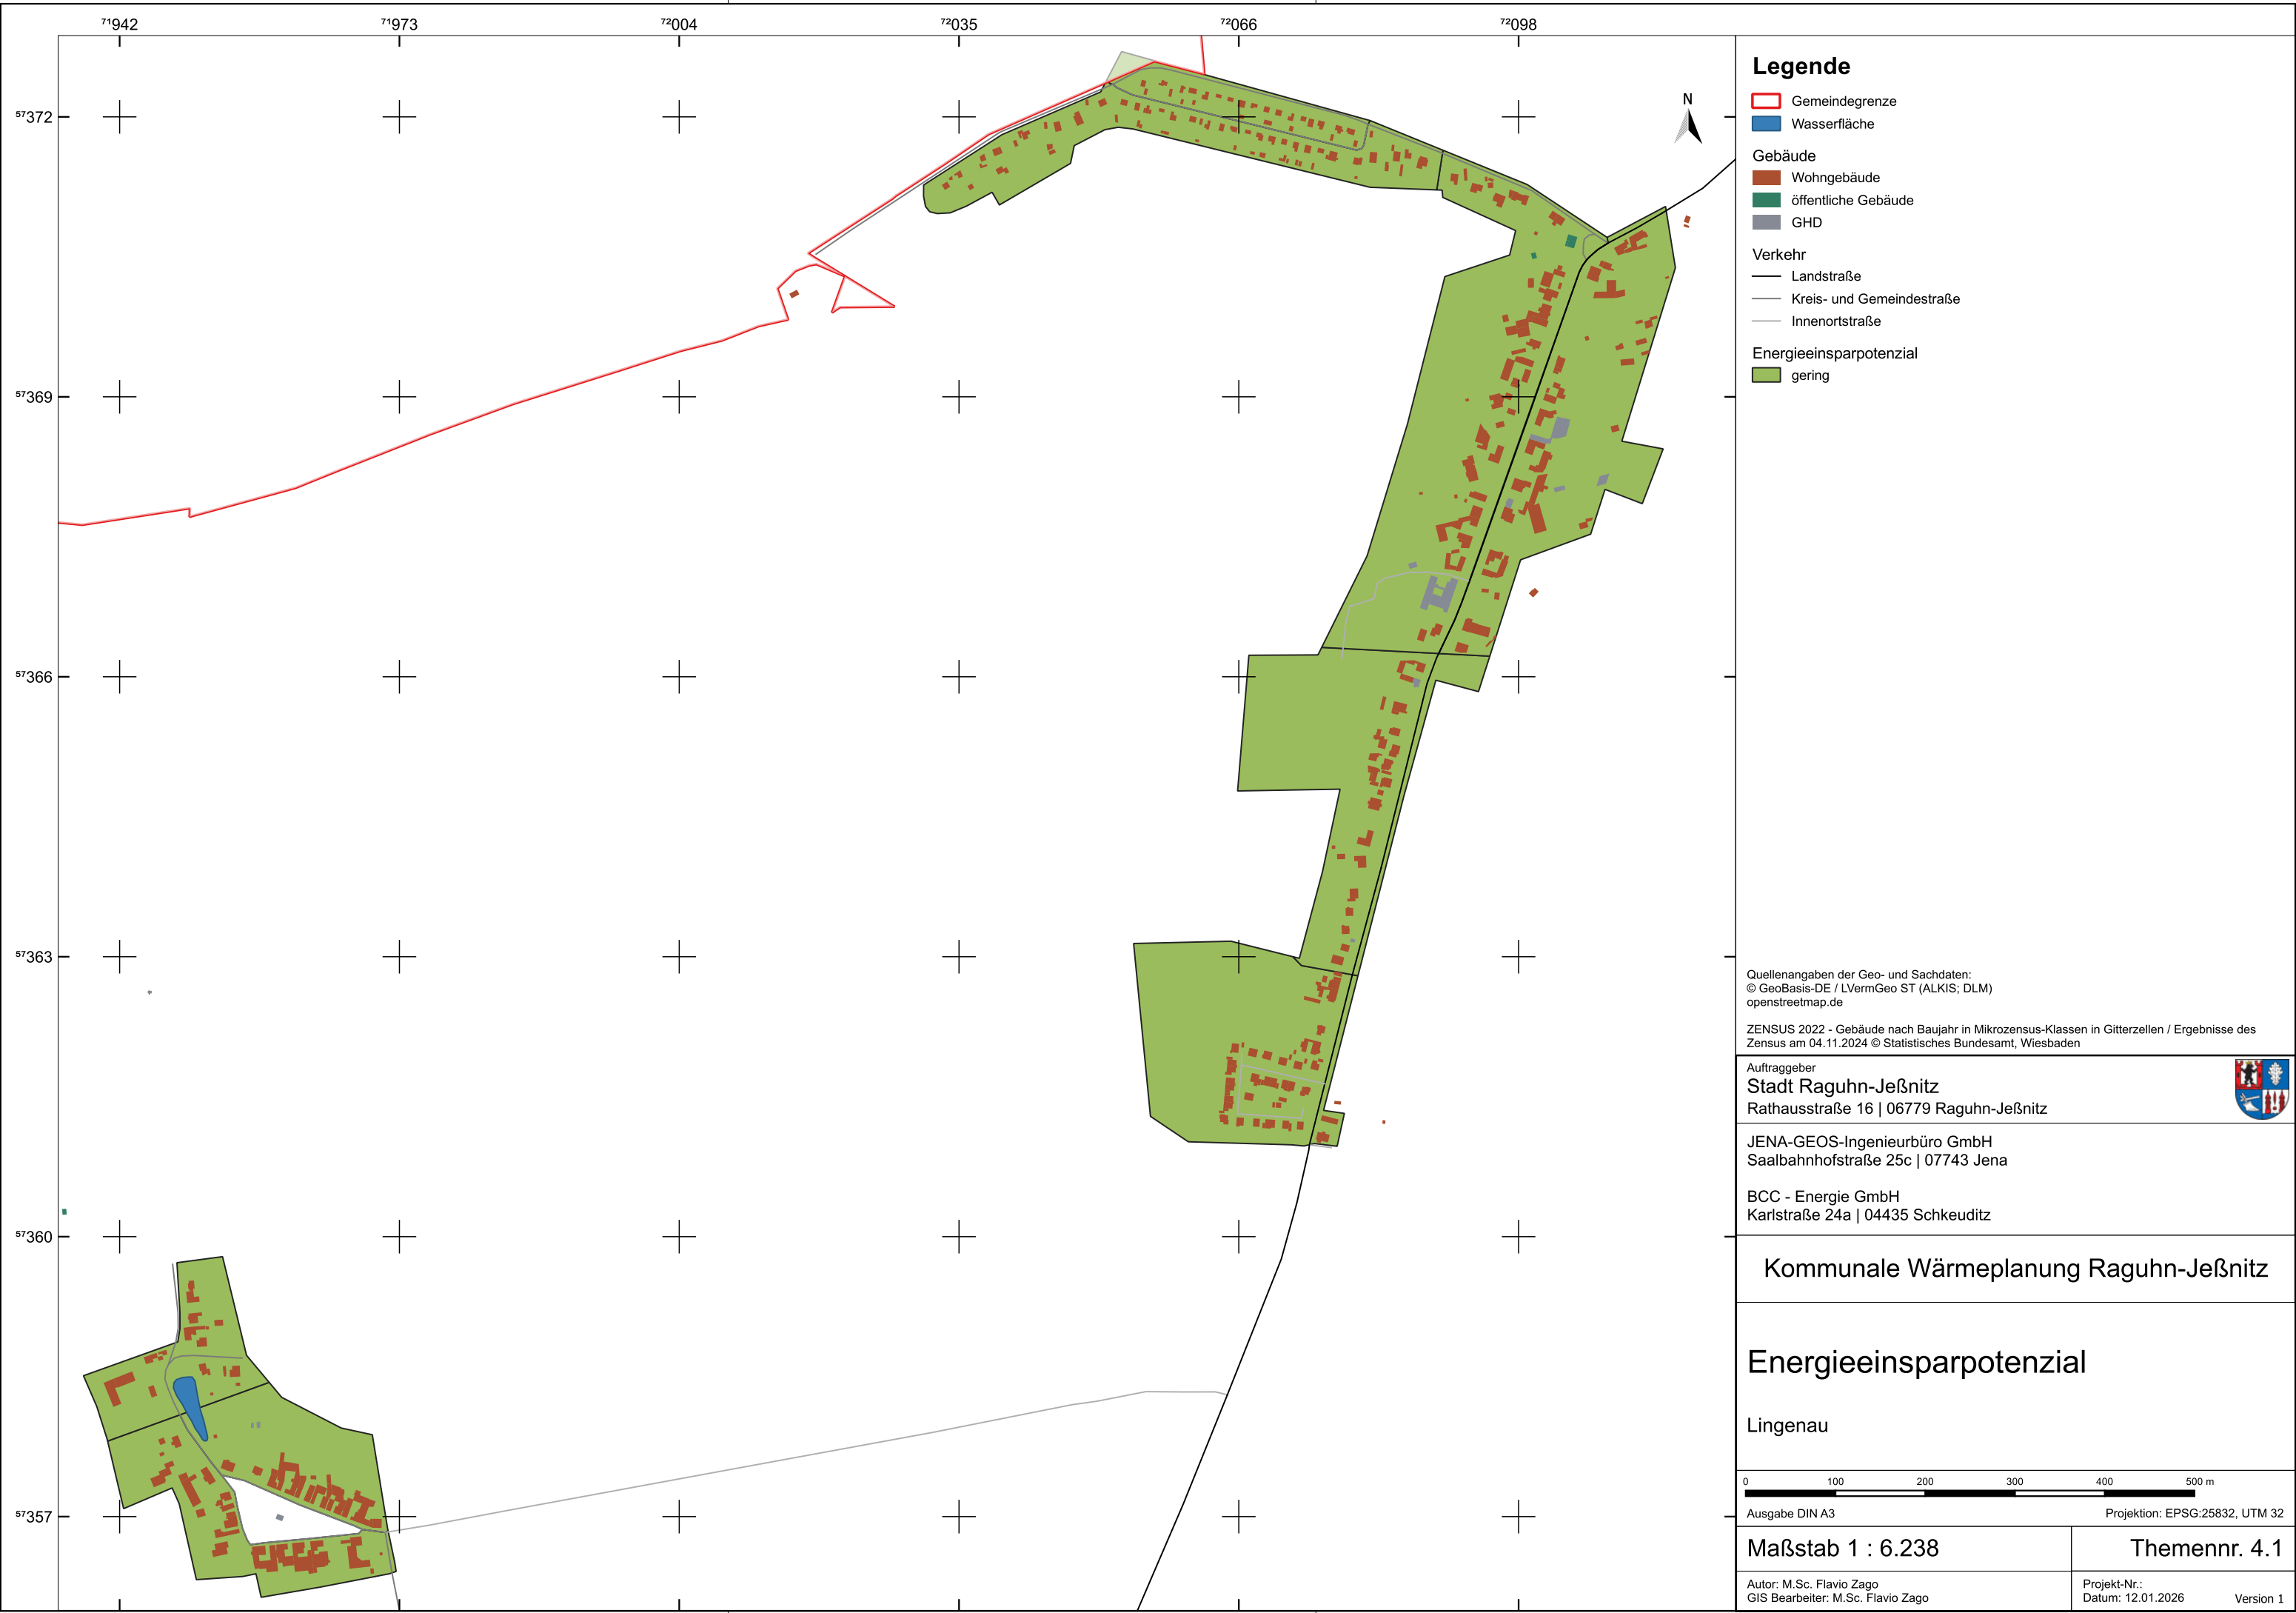 71942
71973
72004
72035
72066
72098
57372
57369
57366
57363
57360
57357
N
Legende
Gemeindegrenze
Wasserfläche
Gebäude
Wohngebäude
öffentliche Gebäude
GHD
Verkehr
Landstraße
Kreis- und Gemeindestraße
Innenortstraße
Energieeinsparpotenzial
gering
Quellenangaben der Geo- und Sachdaten:
© GeoBasis-DE / LVermGeo ST (ALKIS; DLM)
openstreetmap.de
ZENSUS 2022 - Gebäude nach Baujahr in Mikrozensus-Klassen in Gitterzellen / Ergebnisse des
Zensus am 04.11.2024 © Statistisches Bundesamt, Wiesbaden
Auftraggeber
Stadt Raguhn-Jeßnitz
Rathausstraße 16 | 06779 Raguhn-Jeßnitz
JENA-GEOS-Ingenieurbüro GmbH
Saalbahnhofstraße 25c | 07743 Jena
BCC - Energie GmbH
Karlstraße 24a | 04435 Schkeuditz
Kommunale Wärmeplanung Raguhn-Jeßnitz
Energieeinsparpotenzial
Lingenau
0 100 200 300 400 500 m
Ausgabe DIN A3 Projektion: EPSG:25832, UTM 32
Maßstab 1 : 6.238 Themennr. 4.1
Autor: M.Sc. Flavio Zago Projekt-Nr.:
GIS Bearbeiter: M.Sc. Flavio Zago Datum: 12.01.2026 Version 1